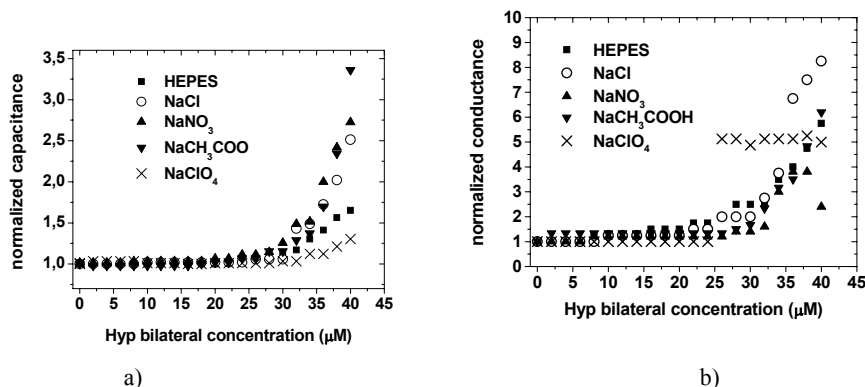 3,5
3,0
2,5
2,0
1,5
1,0
normalized capacitance
HEPES
NaCl
NaNO3
NaCH3COO
NaClO4
0 5 10 15 20 25 30 35 40 45
Hyp bilateral concentration (μM)
a)
10
9
8
7
6
5
4
3
2
1
0
normalized conductance
HEPES
NaCl
NaNO3
NaCH3COOH
NaClO4
0 5 10 15 20 25 30 35 40 45
Hyp bilateral concentration (μM)
b)